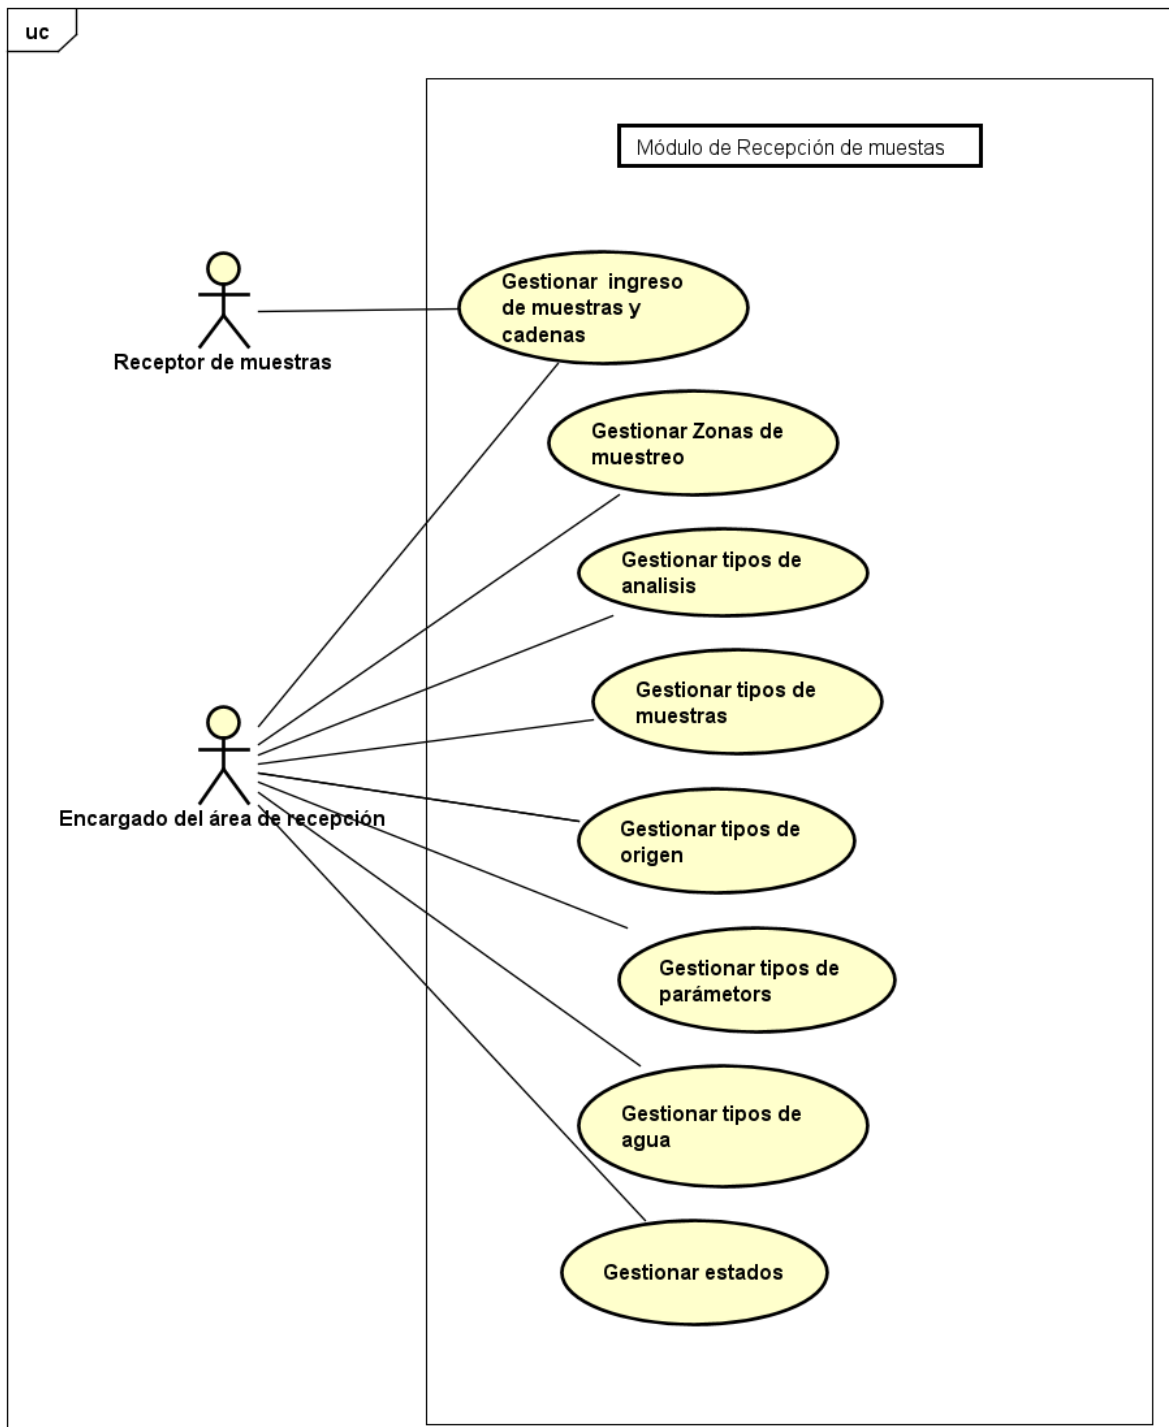 uc
Módulo de Recepción de muestas
Gestionar ingreso
de muestras y
cadenas
Receptor de muestras
Gestionar Zonas de
muestreo
Gestionar tipos de
analisis
Gestionar tipos de
muestras
Encargado del área de recepción
Gestionar tipos de
origen
Gestionar tipos de
parámetors
Gestionar tipos de
agua
Gestionar estados